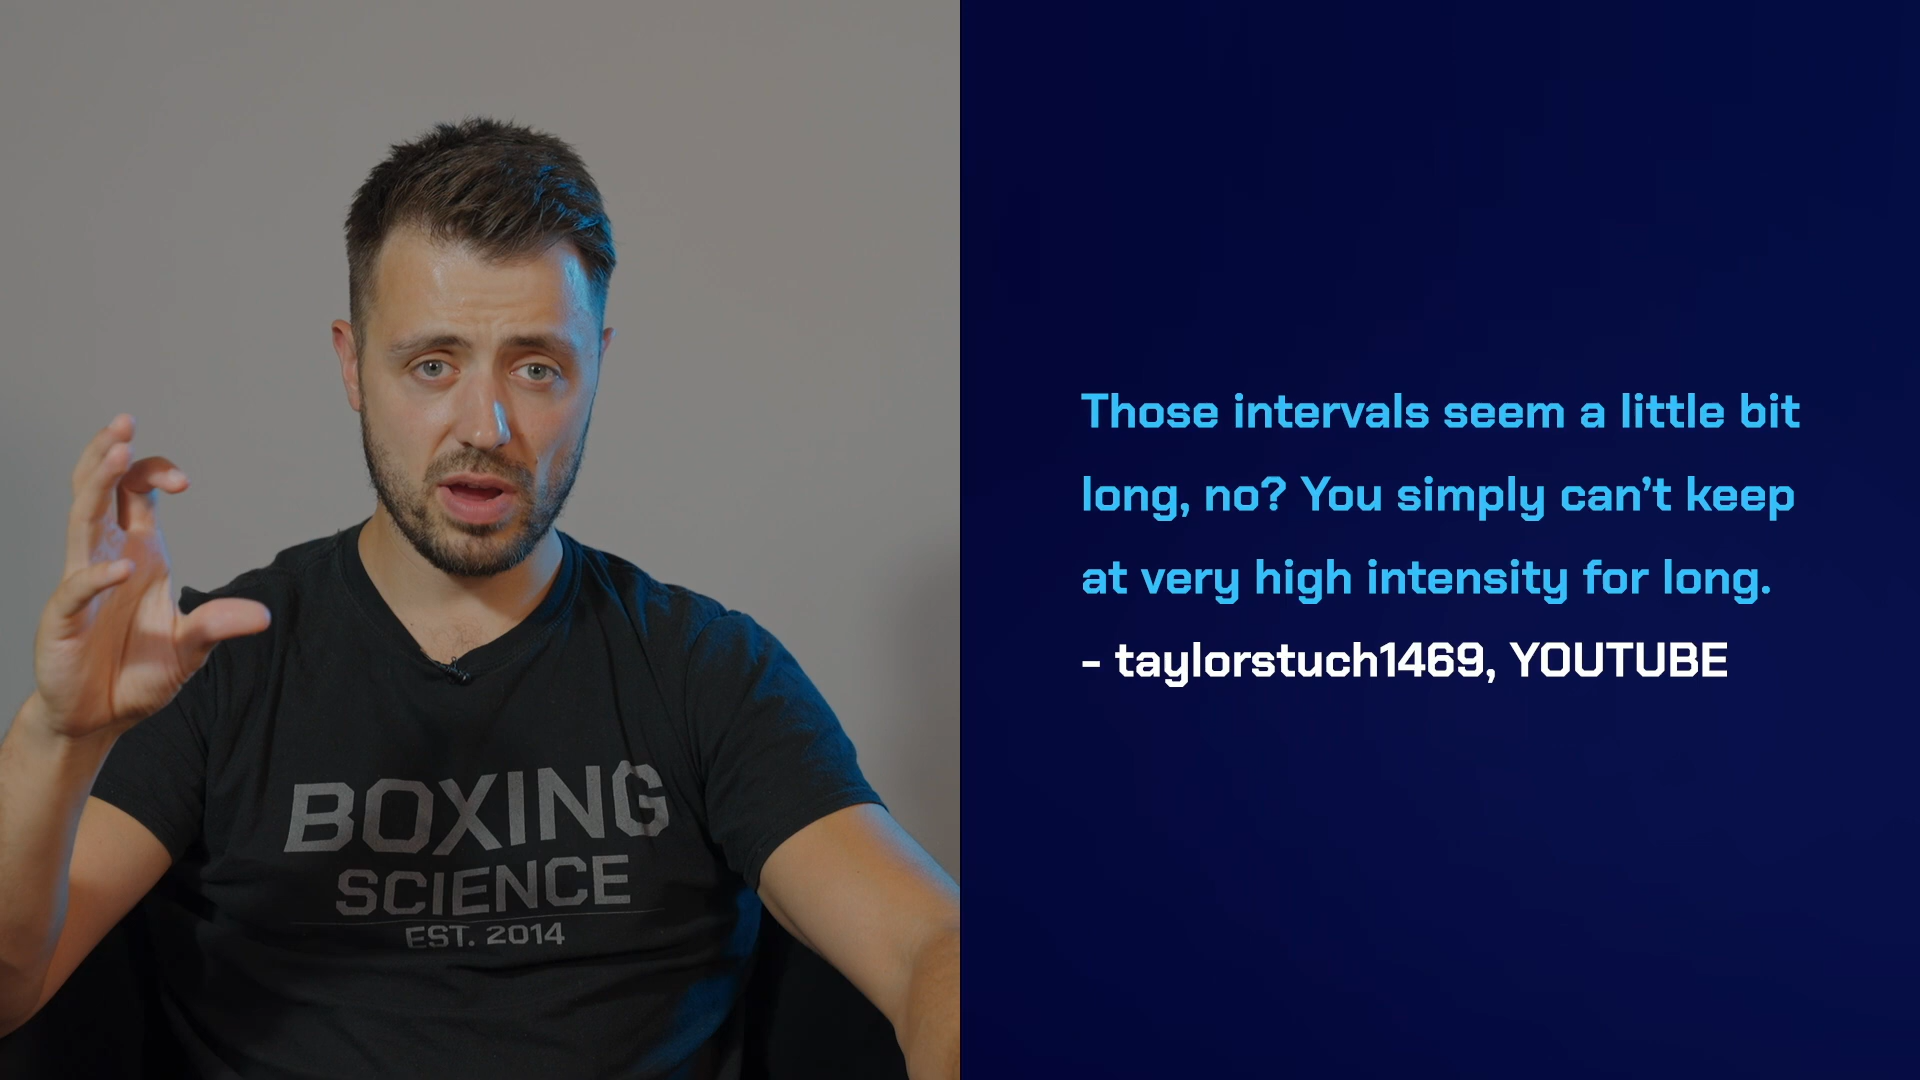 BOXING
SCIENCE
EST. 2014
Those intervals seem a little bit
long, no? You simply can’t keep
at very high intensity for long.
- taylorstuch1469, YOUTUBE